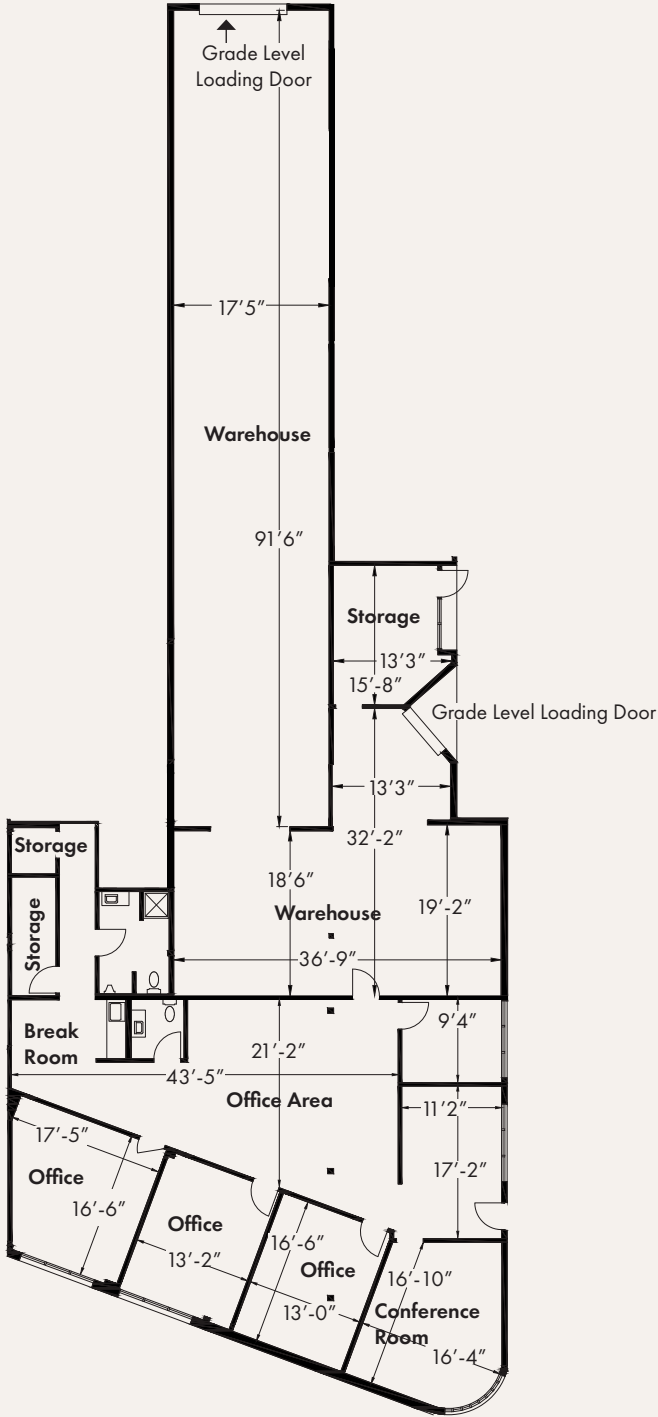 Grade Level
Loading Door
17’5”
Warehouse
91’6”
Storage
13’3”
15’-8”
Grade Level Loading Door
13’3”
32’-2”
Storage
18’6”
19’-2”
Storage
Warehouse
36’-9”
9’4”
Break
Room
21’-2”
43’-5”
Office Area
11’2”
17’-5”
17’-2”
Office
16’-6”
Office
16’-6”
13’-2”
Office
16’-10”
13’-0”
Conference
Room
16’-4”